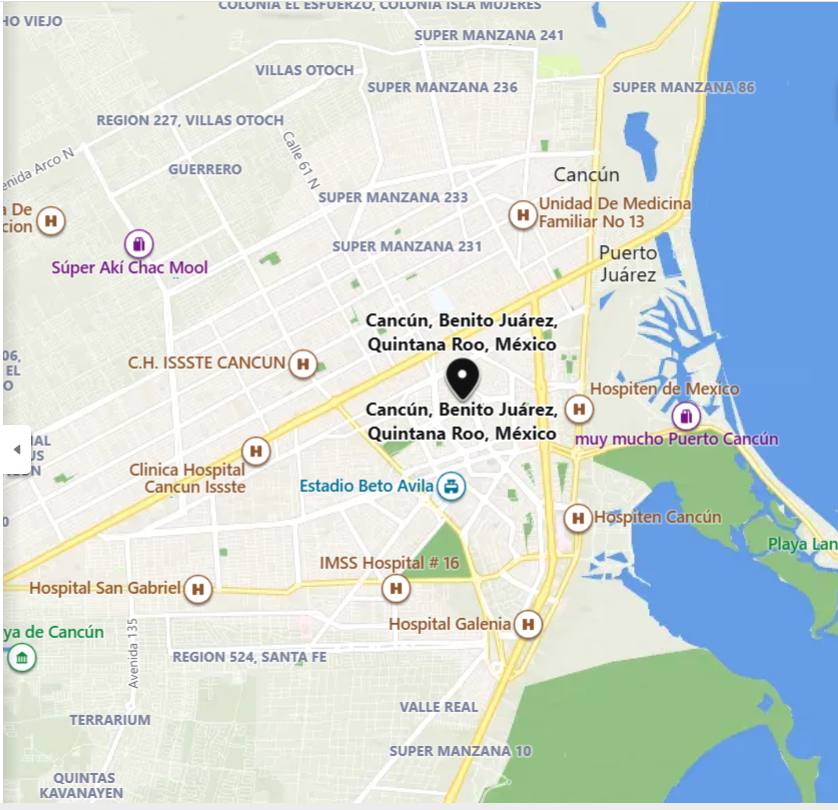 COLONIA EL ESFUERZO, COLONIA ISLA MUJERES
HO VIEJO
SUPER MANZANA 241
VILLAS OTOCH
SUPER MANZANA 236
SUPER MANZANA 86
REGION 227, VILLAS OTOCH
Calle 61 N
enida Arco N
GUERRERO
Cancún
SUPER MANZANA 233
a De
cion
Unidad De Medicina
Familiar No 13
SUPER MANZANA 231
Súper Akí Chac Mool
Puerto
Juárez
Cancún, Benito Juárez,
Quintana Roo, México
06,
EL
O
C.H. ISSSTE CANCUN
Hospiten de Mexico
Cancún, Benito Juárez,
Quintana Roo, México
muy mucho Puerto Cancún
Clinica Hospital
Cancun Issste
Estadio Beto Avila
Hospiten Cancún
Playa Lan
IMSS Hospital # 16
Hospital San Gabriel
Hospital Galenia
ya de Cancún
Avenida 135
REGION 524, SANTA FE
VALLE REAL
TERRARIUM
SUPER MANZANA 10
QUINTAS
KAVANAYEN